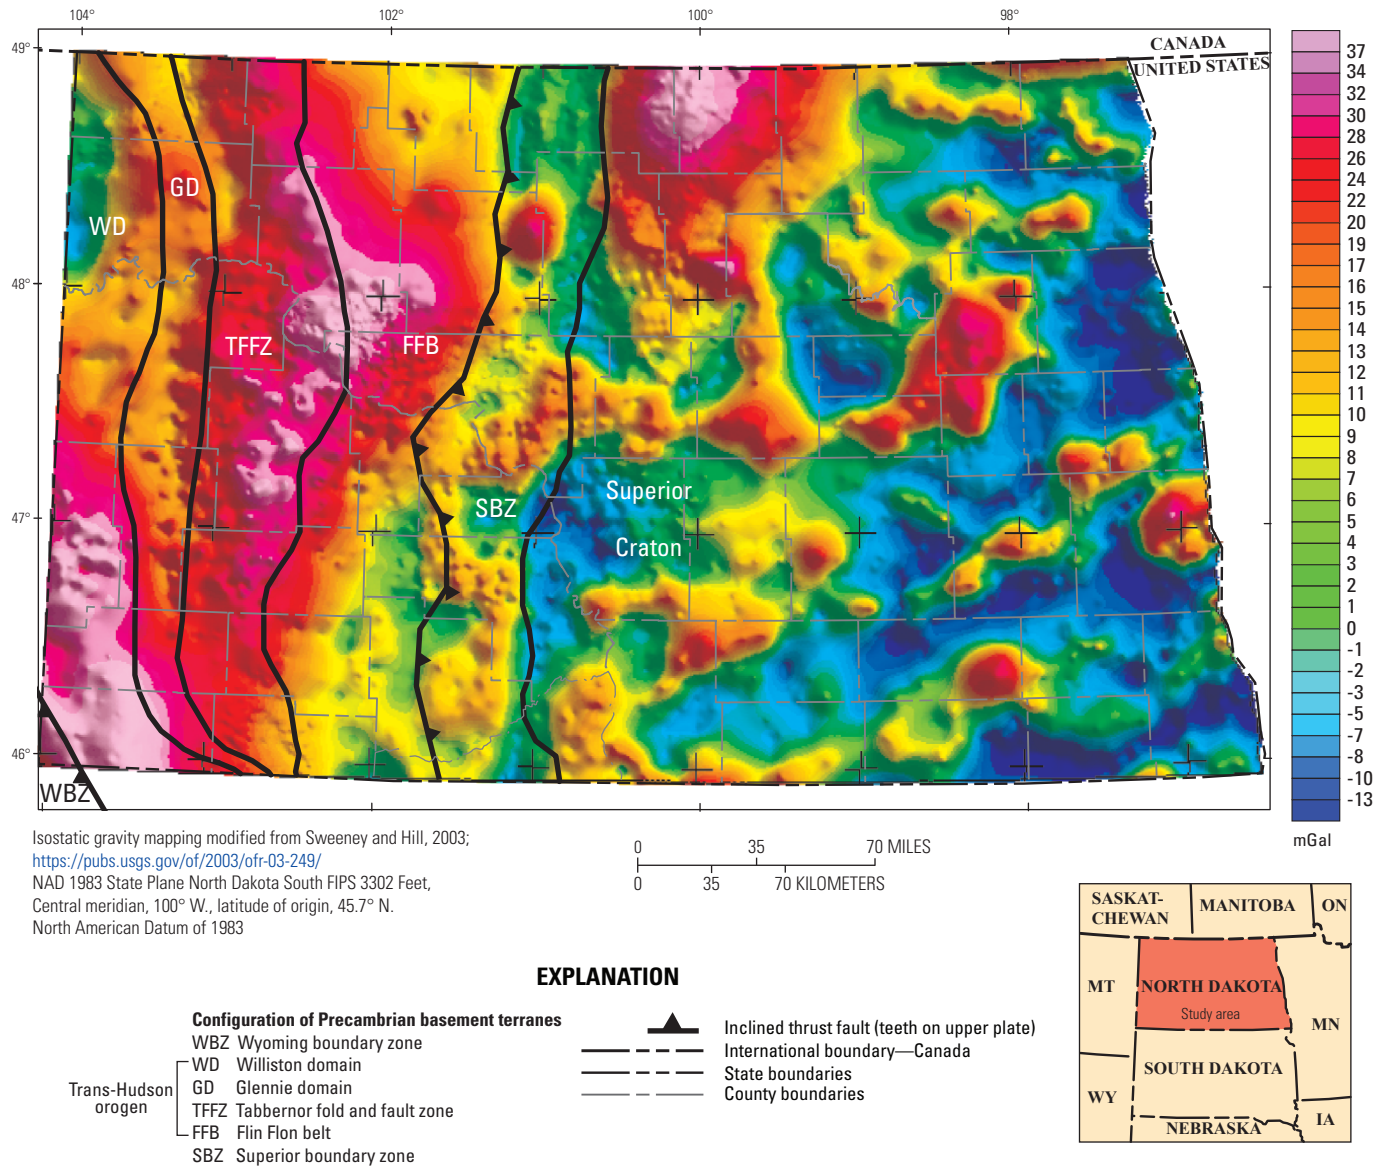 104°
102°
100°
98°
49°
48°
47°
46°
CANADA
UNITED STATES
GD
WD
TFFZ
FFB
SBZ
Superior
Craton
WBZ
37
34
32
30
28
26
24
22
20
19
17
16
15
14
13
11
10
9
8
7
6
5
4
3
2
1
0
-1
-2
-3
-5
-7
-8
-10
-13
mGal
Isostatic gravity mapping modified from Sweeney and Hill, 2003;
https://pubs.usgs.gov/of/2003/ofr-03-249/
NAD 1983 State Plane North Dakota South FIPS 3302 Feet,
Central meridian, 100° W., latitude of origin, 45.7° N.
North American Datum of 1983
0 35 70 MILES
0 35 70 KILOMETERS
SASKAT-
CHEWAN
MANITOBA
ON
MT
NORTH DAKOTA
Study area
MN
SOUTH DAKOTA
WY
NEBRASKA
IA
EXPLANATION
Configuration of Precambrian basement terranes
WBZ Wyoming boundary zone
Trans-Hudson
orogen
WD Williston domain
GD Glennie domain
TFFZ Tabbernor fold and fault zone
FFB Flin Flon belt
SBZ Superior boundary zone
Inclined thrust fault (teeth on upper plate)
International boundary—Canada
State boundaries
County boundaries